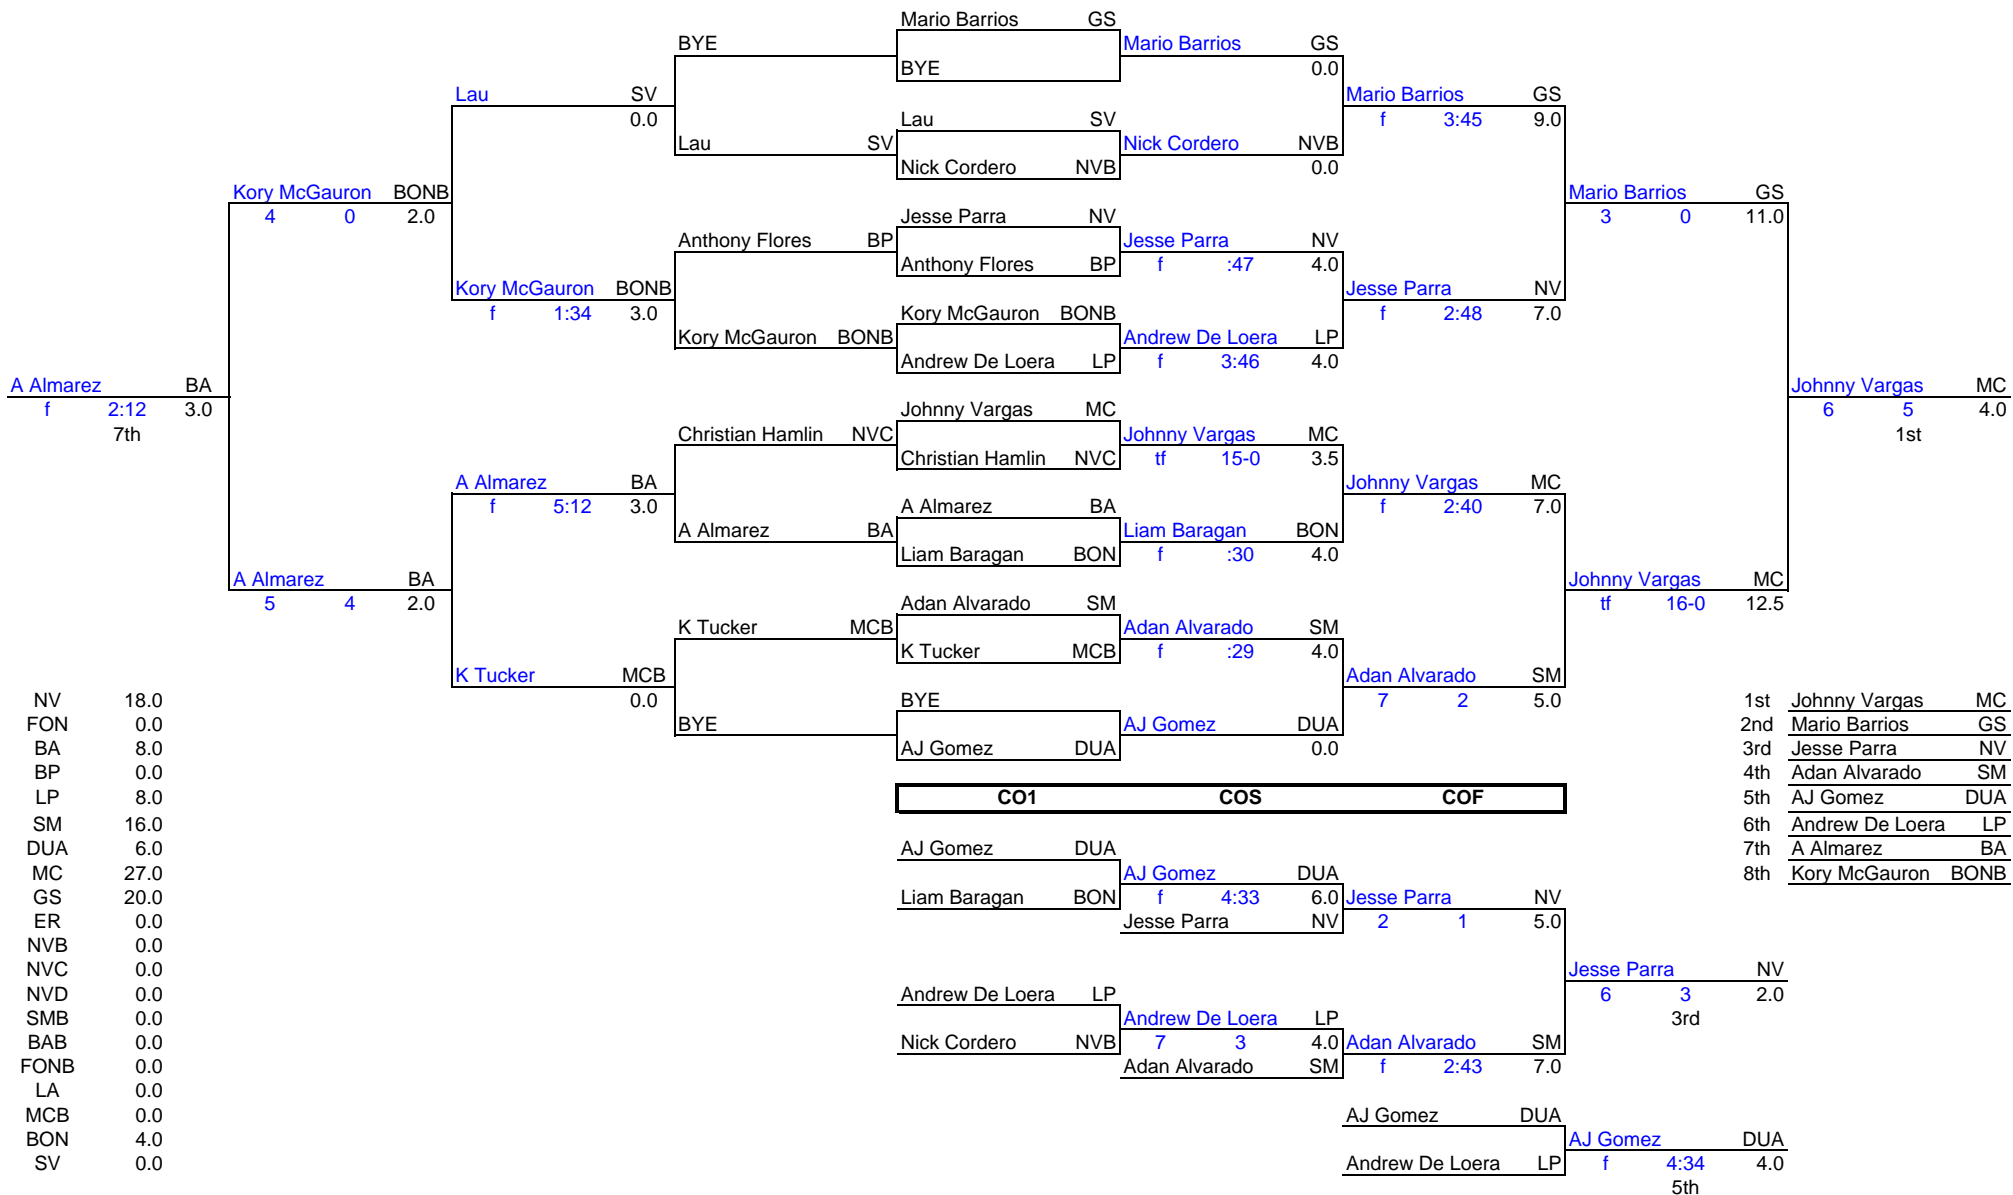 Mario Barrios GS
BYE Mario Barrios GS
BYE 0.0
Lau SV Mario Barrios GS
0.0 Lau SV f 3:45 9.0
Lau SV Nick Cordero NVB
Nick Cordero NVB 0.0
Kory McGauron BONB Mario Barrios GS
4 0 2.0 Jesse Parra NV 3 0 11.0
Anthony Flores BP Jesse Parra NV
Anthony Flores BP f :47 4.0
Kory McGauron BONB Jesse Parra NV
f 1:34 3.0 Kory McGauron BONB f 2:48 7.0
Kory McGauron BONB Andrew De Loera LP
Andrew De Loera LP f 3:46 4.0
A Almarez BA Johnny Vargas MC
f 2:12 3.0 Johnny Vargas MC 6 5 4.0
7th Christian Hamlin NVC Johnny Vargas MC 1st
Christian Hamlin NVC tf 15-0 3.5
A Almarez BA Johnny Vargas MC
f 5:12 3.0 A Almarez BA f 2:40 7.0
A Almarez BA Liam Baragan BON
Liam Baragan BON f :30 4.0
A Almarez BA Johnny Vargas MC
5 4 2.0 Adan Alvarado SM tf 16-0 12.5
K Tucker MCB Adan Alvarado SM
K Tucker MCB f :29 4.0
K Tucker MCB Adan Alvarado SM
NV 18.0 0.0 BYE 7 2 5.0 1st Johnny Vargas MC
FON 0.0 BYE AJ Gomez DUA 2nd Mario Barrios GS
BA 8.0 AJ Gomez DUA 0.0 3rd Jesse Parra NV
BP 0.0 4th Adan Alvarado SM
LP 8.0 CO1 COS COF 5th AJ Gomez DUA
SM 16.0 6th Andrew De Loera LP
DUA 6.0 AJ Gomez DUA 7th A Almarez BA
MC 27.0 AJ Gomez DUA 8th Kory McGauron BONB
GS 20.0 Liam Baragan BON f 4:33 6.0 Jesse Parra NV
ER 0.0 Jesse Parra NV 2 1 5.0
NVB 0.0
NVC 0.0 Jesse Parra NV
NVD 0.0 Andrew De Loera LP 6 3 2.0
SMB 0.0 Andrew De Loera LP 3rd
BAB 0.0 Nick Cordero NVB 7 3 4.0 Adan Alvarado SM
FONB 0.0 Adan Alvarado SM f 2:43 7.0
LA 0.0
MCB 0.0 AJ Gomez DUA
BON 4.0 AJ Gomez DUA
SV 0.0 Andrew De Loera LP f 4:34 4.0
5th